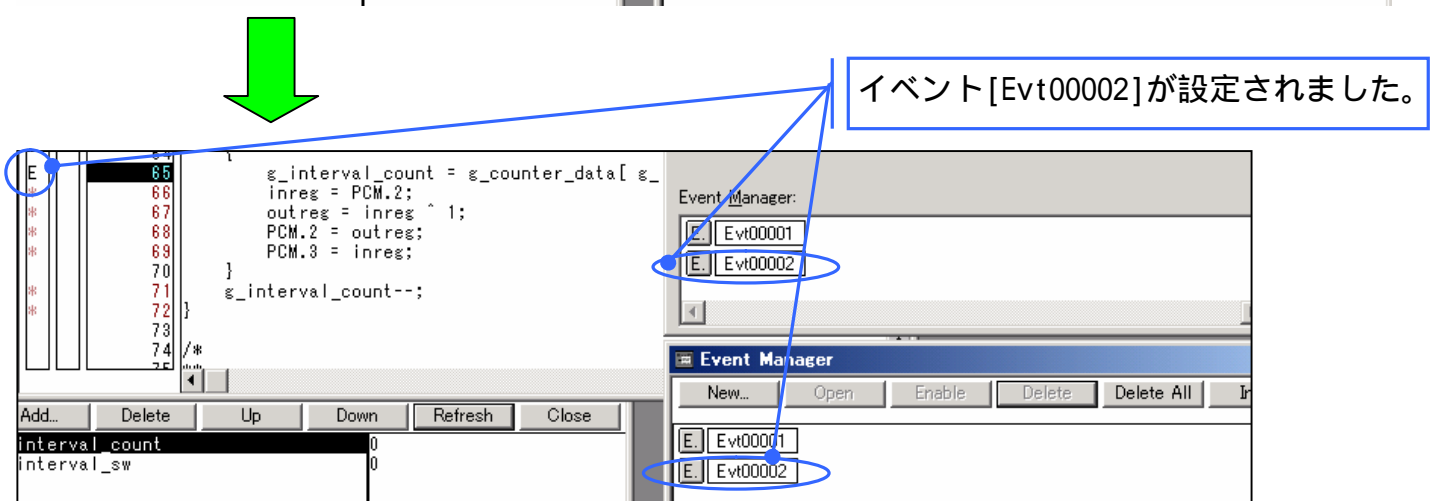 イベント[Evt00002]が設定されました。
E 65 g_interval_count = g_counter_data[ g_
* 66 inreg = PCM.2;
* 67 outreg = inreg ^ 1;
* 68 PCM.2 = outreg;
* 69 PCM.3 = inreg;
70 }
* 71 g_interval_count--;
* 72 }
73
74 /*
Event Manager:
E. Evt00001
E. Evt00002
Event Manager
New... Open Enable Delete Delete All
E. Evt00001
E. Evt00002
Add... Delete Up Down Refresh Close
interval_count 0
interval_sw 0